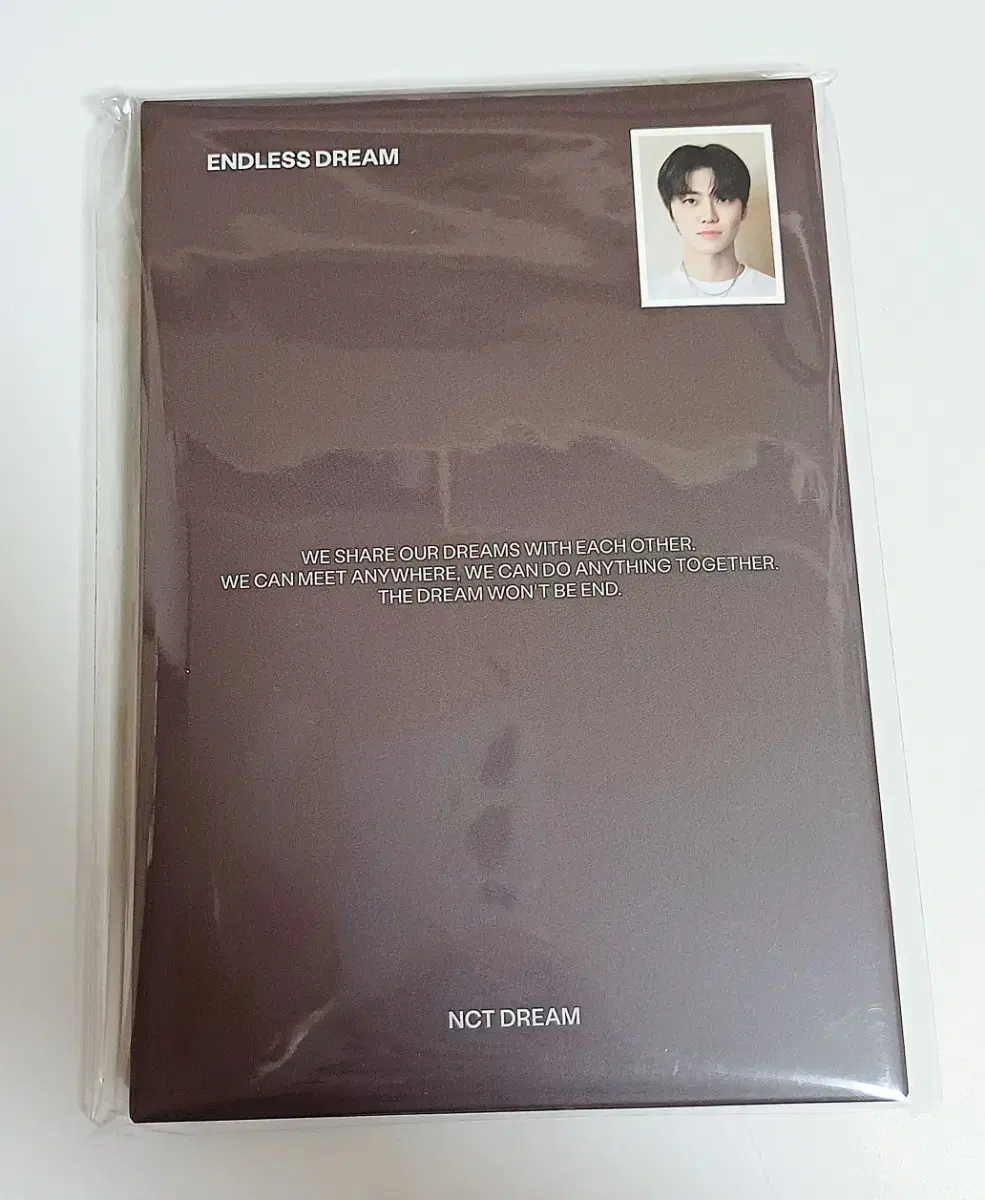 ENDLESS DREAM
WE SHARE OUR DREAMS WITH EACH OTHER.
WE CAN MEET ANYWHERE, WE CAN DO ANYTHING TOGETHER.
THE DREAM WON'T BE END.
NCT DREAM